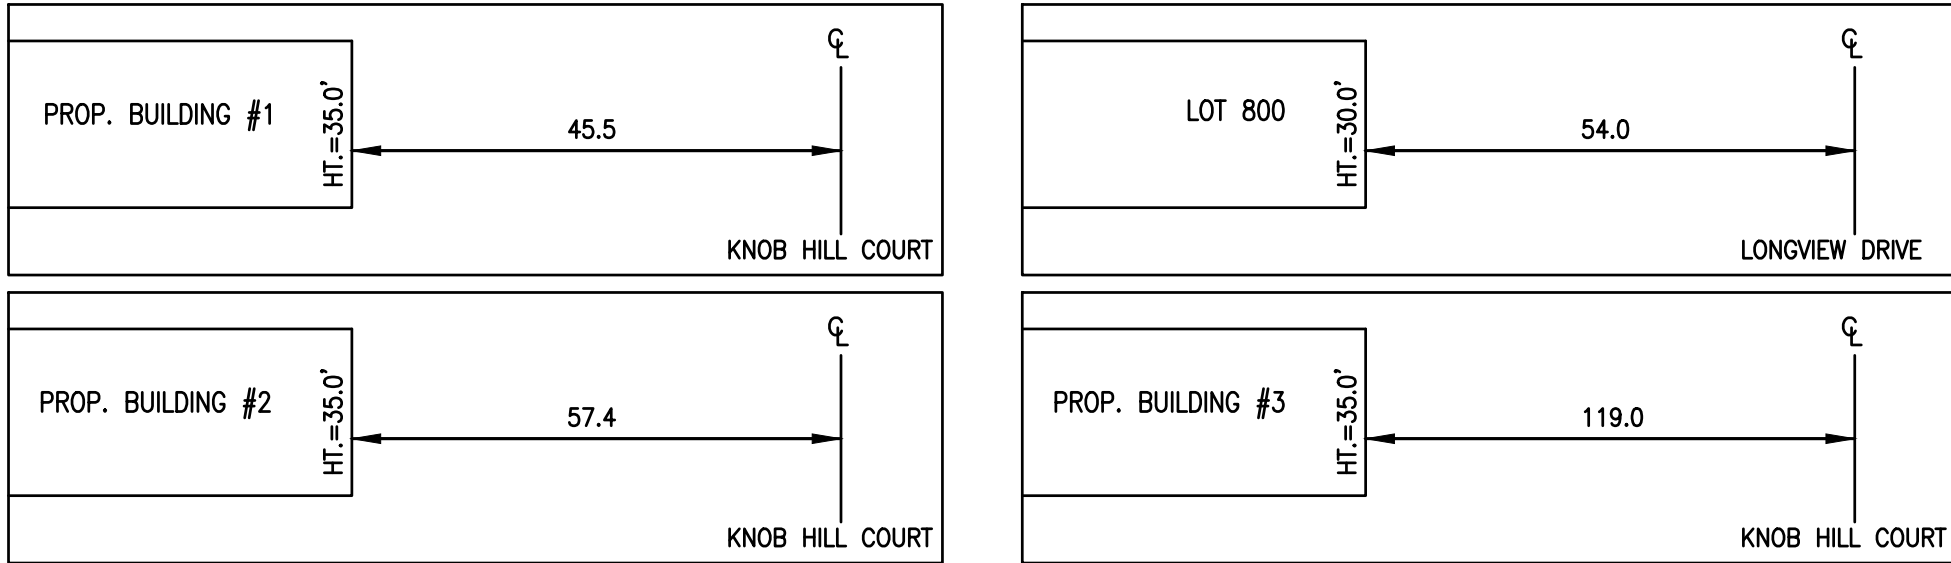 ℄
PROP. BUILDING #1
HT.=35.0'
45.5
KNOB HILL COURT
℄
LOT 800
HT.=30.0'
54.0
LONGVIEW DRIVE
℄
PROP. BUILDING #2
HT.=35.0'
57.4
KNOB HILL COURT
℄
PROP. BUILDING #3
HT.=35.0'
119.0
KNOB HILL COURT